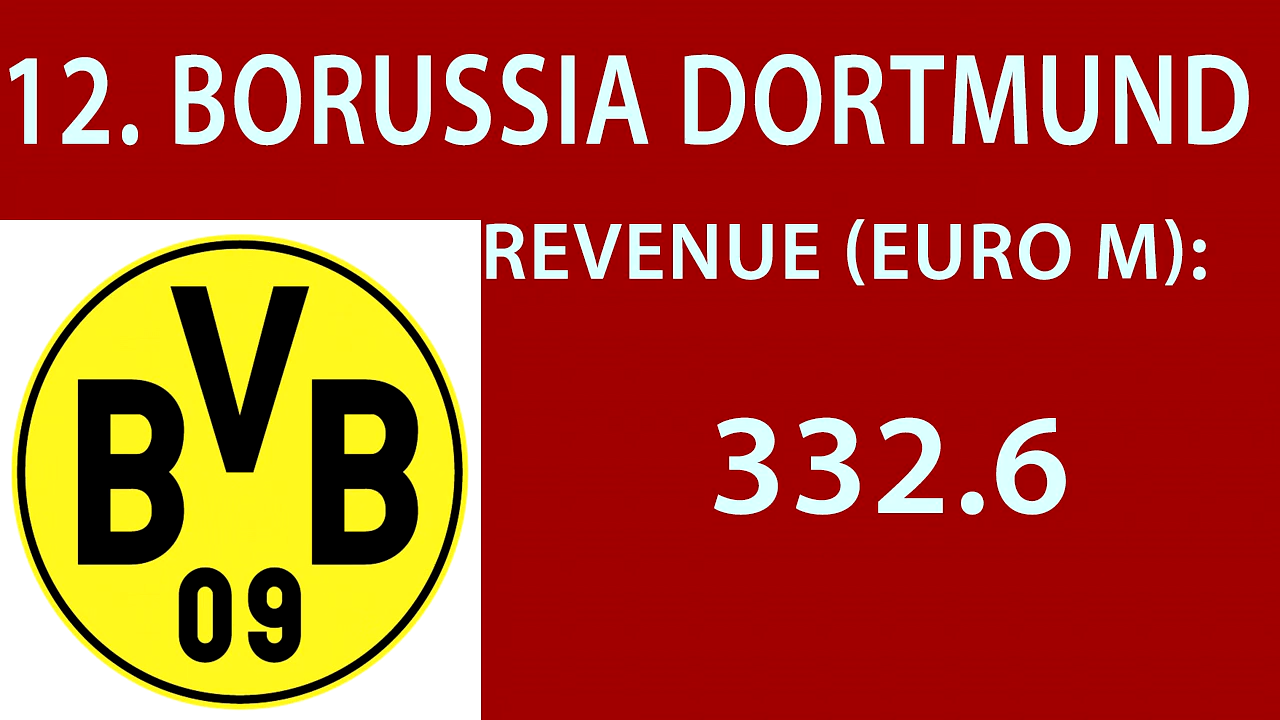 12. BORUSSIA DORTMUND
REVENUE (EURO M):
332.6
BVB
09